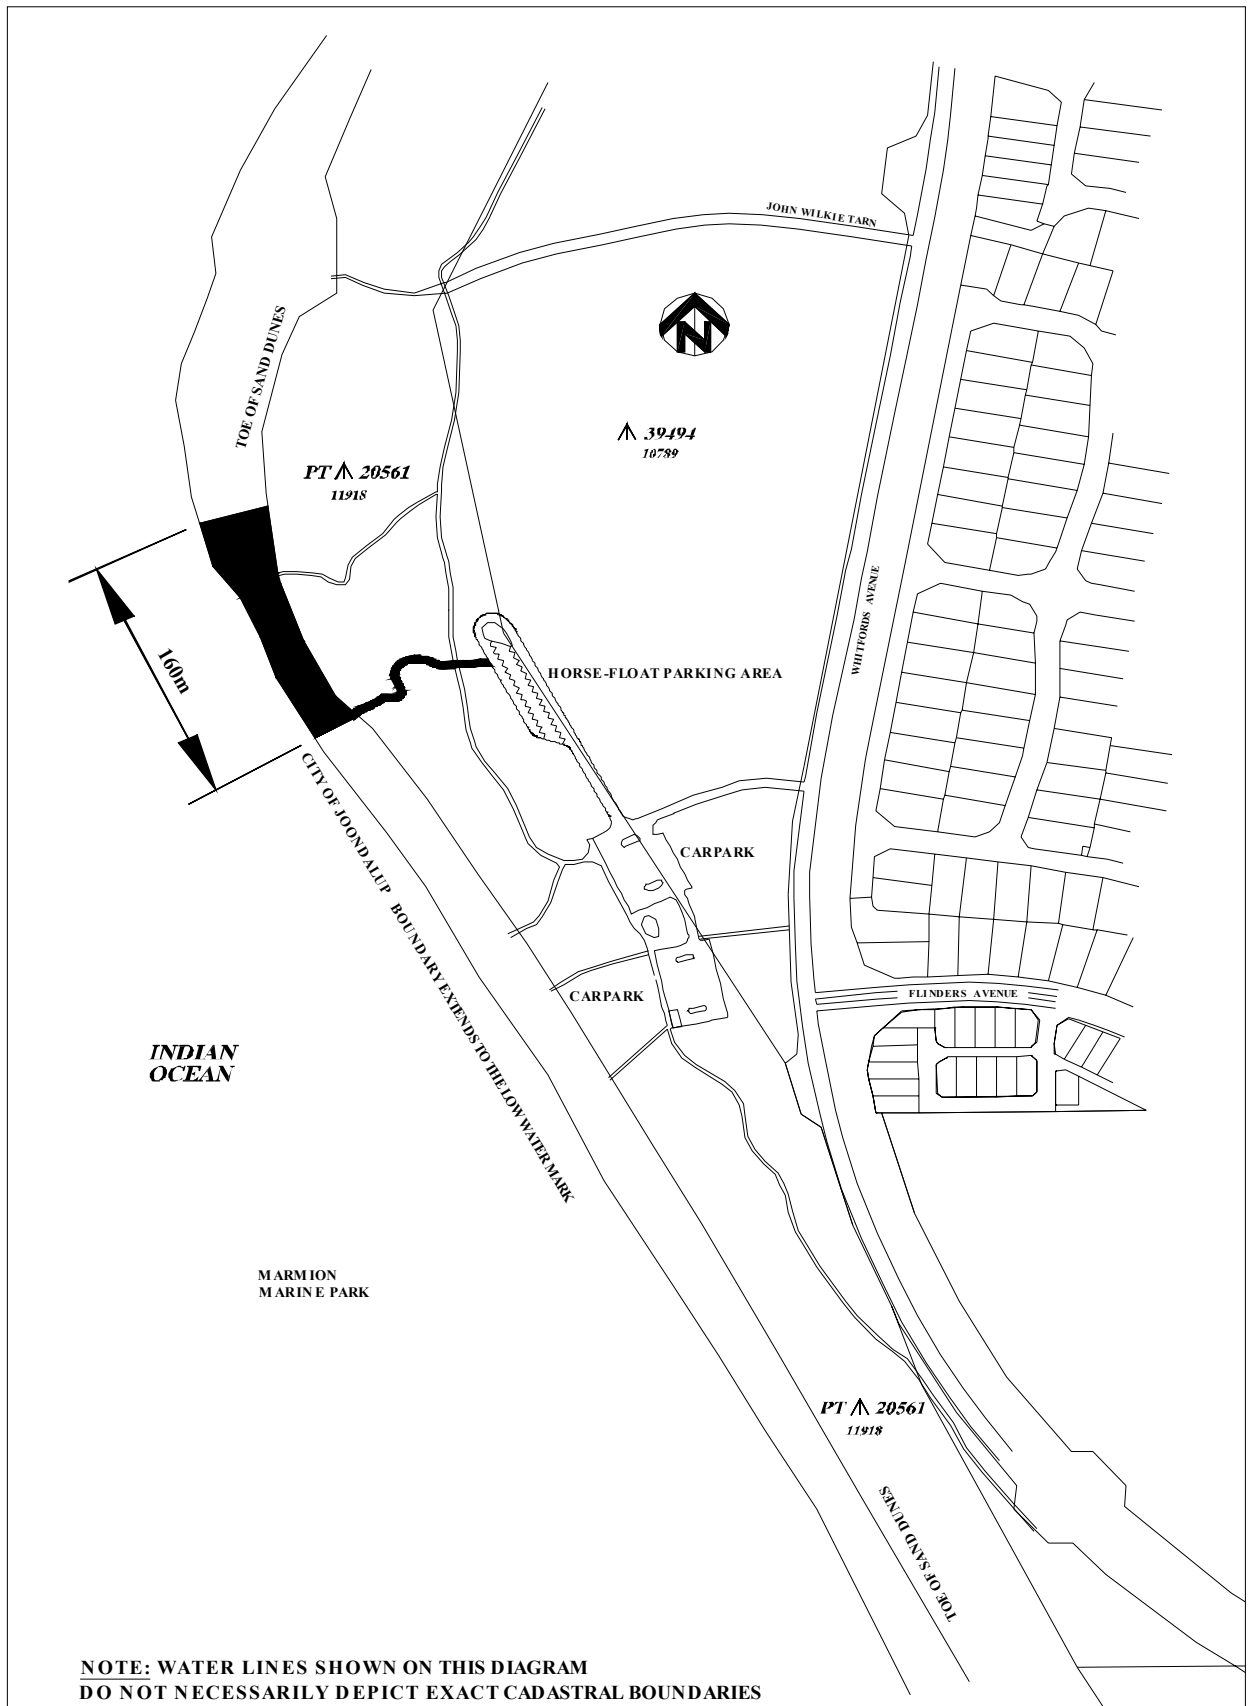 JOHN WILKIE TARN
TOE OF SAND DUNES
N
39494
10789
PT 20561
11918
WHITFORDS AVENUE
160m
HORSE-FLOAT PARKING AREA
CITY OF JOONDALUP BOUNDARY EXTENDS TO THE LOW WATER MARK
CARPARK
CARPARK
FLINDERS AVENUE
INDIAN
OCEAN
MARMION
MARINE PARK
PT 20561
11918
TOE OF SAND DUNES
NOTE: WATER LINES SHOWN ON THIS DIAGRAM
DO NOT NECESSARILY DEPICT EXACT CADASTRAL BOUNDARIES